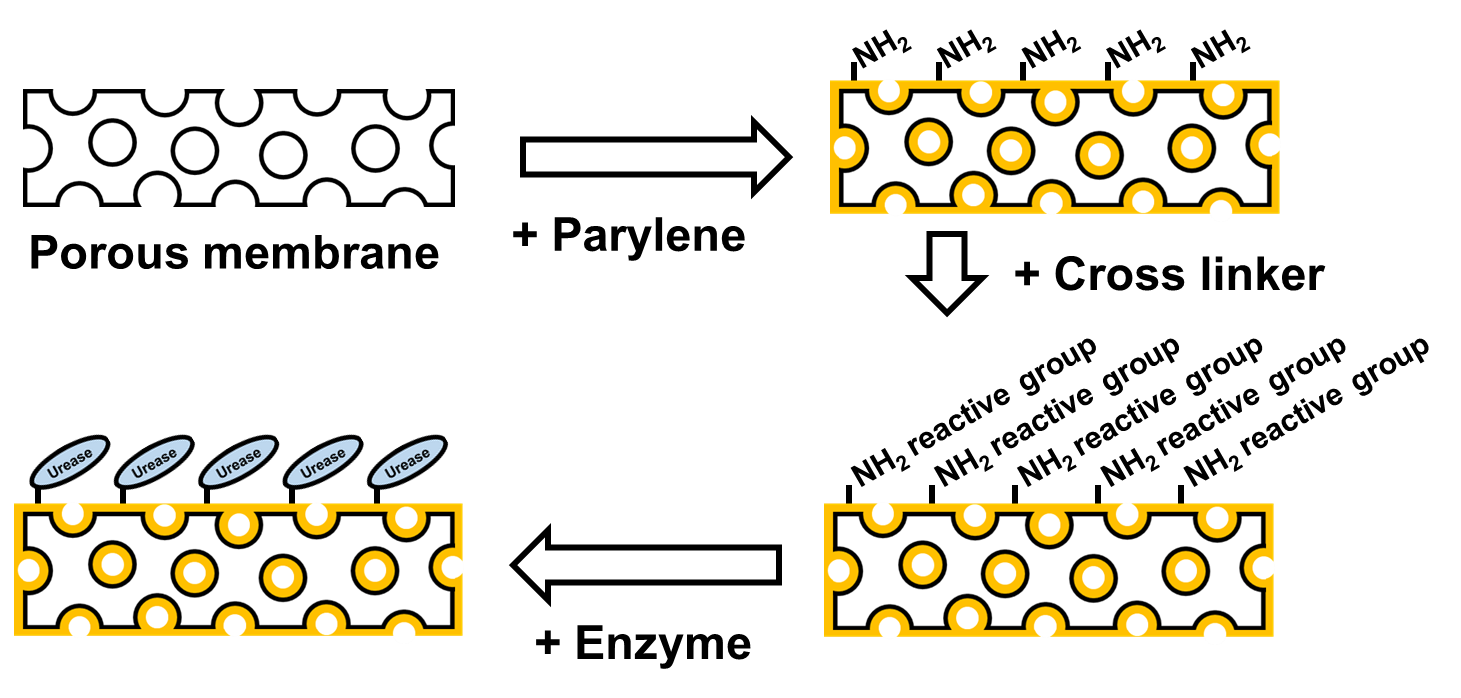 NH2 NH2 NH2 NH2 NH2
Porous membrane
+ Parylene
+ Cross linker
NH2 reactive group
NH2 reactive group
NH2 reactive group
NH2 reactive group
NH2 reactive group
Urease Urease Urease Urease Urease
+ Enzyme